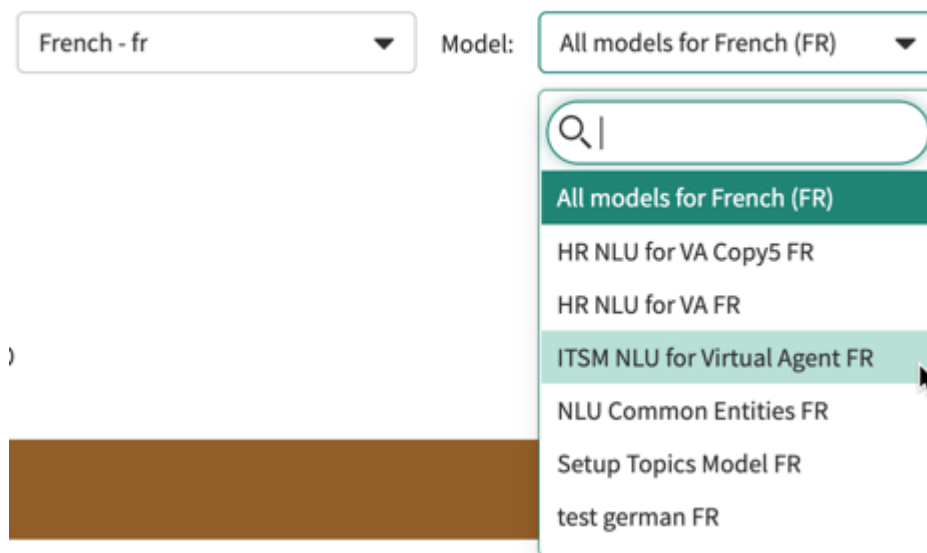 French - fr
Model:
All models for French (FR)
All models for French (FR)
HR NLU for VA Copy5 FR
HR NLU for VA FR
ITSM NLU for Virtual Agent FR
NLU Common Entities FR
Setup Topics Model FR
test german FR